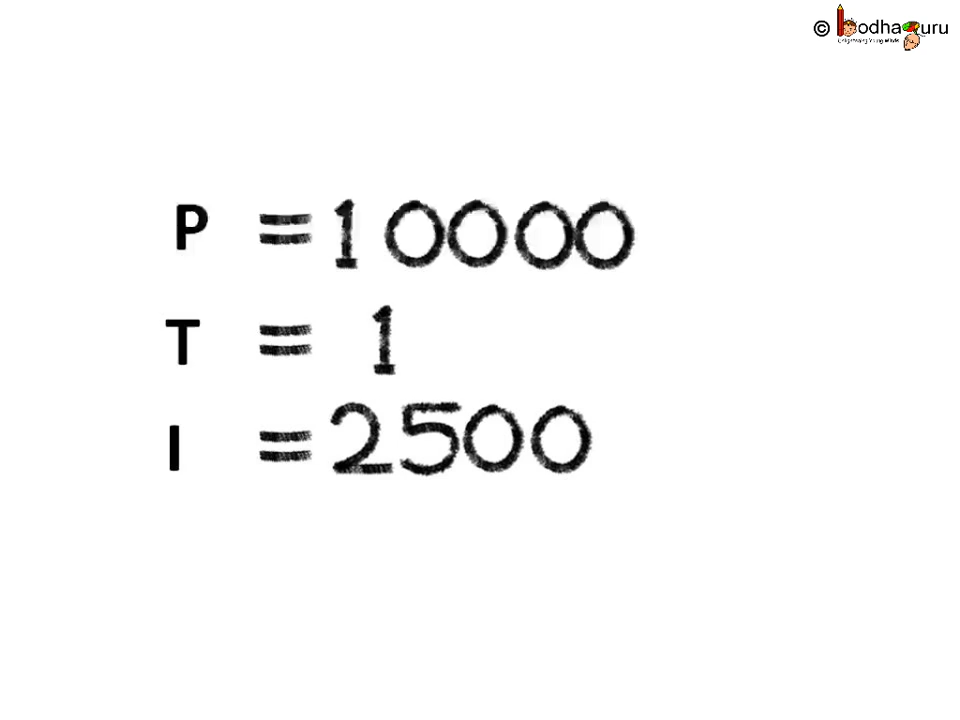 © BodhaGuru
P = 10000
T = 1
I = 2500